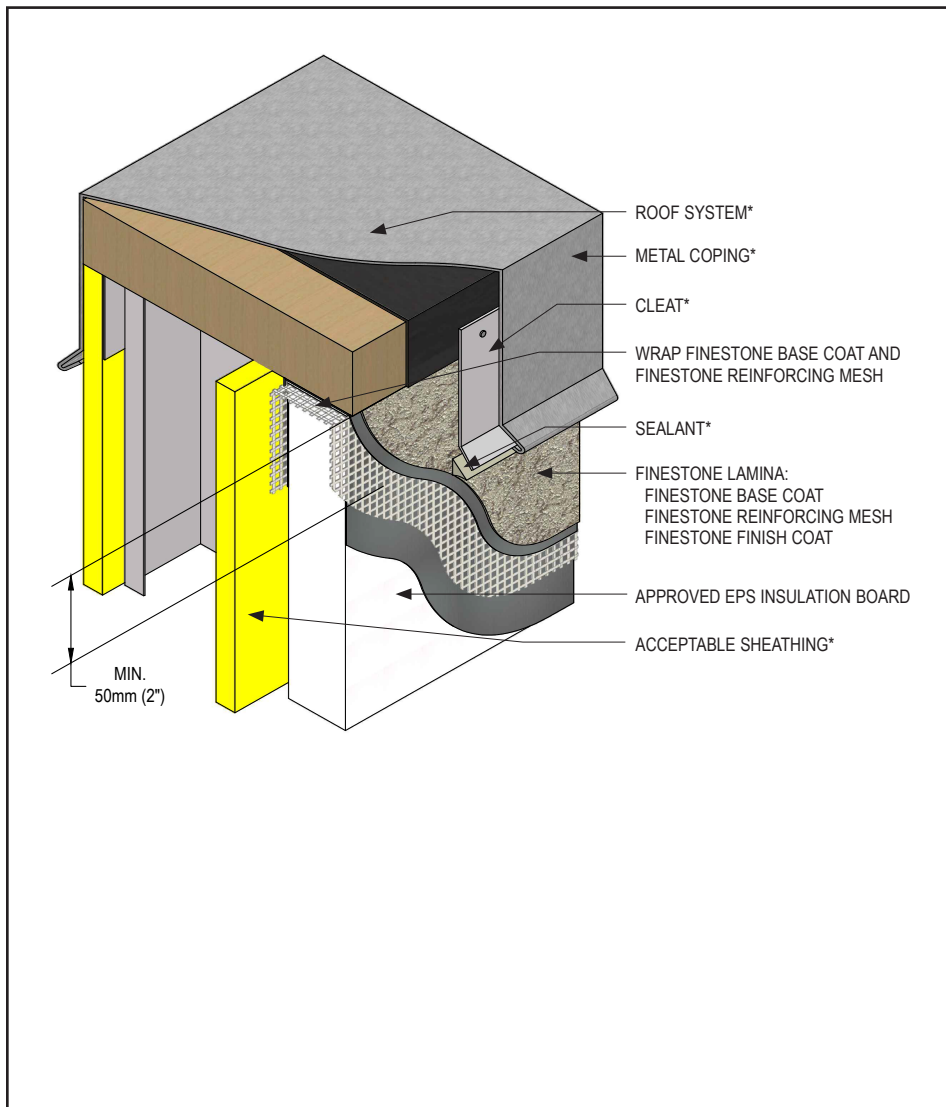 ROOF SYSTEM*
METAL COPING*
CLEAT*
WRAP FINESTONE BASE COAT AND
FINESTONE REINFORCING MESH
SEALANT*
FINESTONE LAMINA:
FINESTONE BASE COAT
FINESTONE REINFORCING MESH
FINESTONE FINISH COAT
APPROVED EPS INSULATION BOARD
ACCEPTABLE SHEATHING*
MIN.
50mm (2")